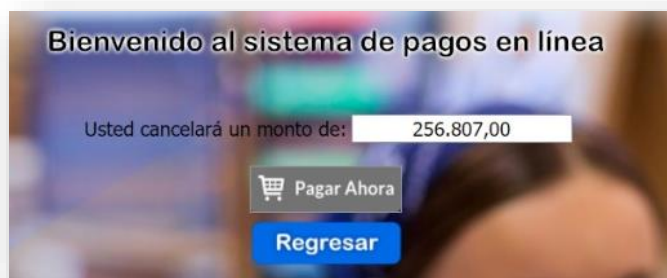 Bienvenido al sistema de pagos en línea
Usted cancelará un monto de: 256.807,00
Pagar Ahora
Regresar